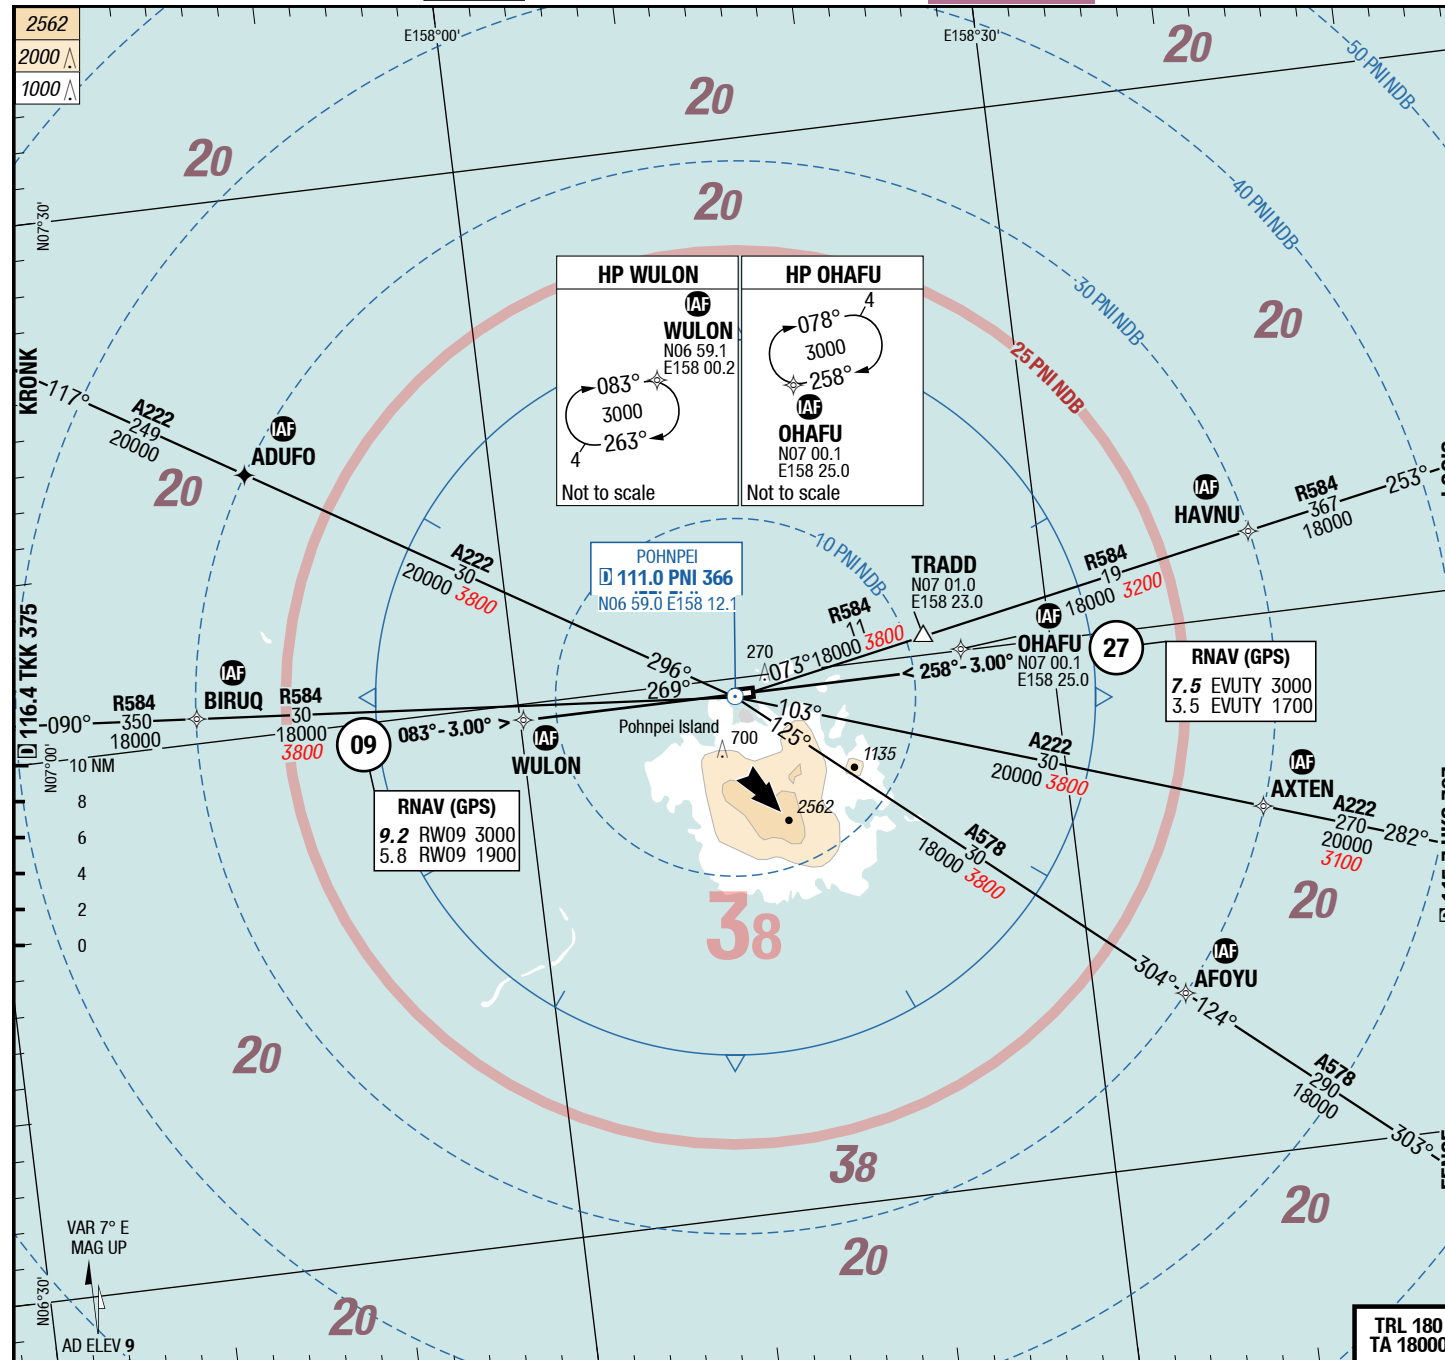 2562
2000
1000
E158°00'
E158°30'
20
20
20
20
50 PNI NDB
40 PNI NDB
30 PNI NDB
25 PNI NDB
10 PNI NDB
N07°30'
HP WULON
IAF
WULON
N06 59.1
E158 00.2
083°
3000
263°
4
Not to scale
HP OHAFU
4
078°
3000
258°
IAF
OHAFU
N07 00.1
E158 25.0
Not to scale
20
KRONK
117°
A222
249
20000
IAF
ADUFO
20
A222
30
20000 3800
296°
POHNPEI
D 111.0 PNI 366
N06 59.0 E158 12.1
TRADD
N07 01.0
E158 23.0
R584
11
18000 3800
073°
R584
19
18000 3200
IAF
HAVNU
R584
367
18000
253°
IAF
OHAFU
N07 00.1
E158 25.0
27
< 258°- 3.00°
RNAV (GPS)
7.5 EVUTY 3000
3.5 EVUTY 1700
D 116.4 TKK 375
090°
R584
350
18000
IAF
BIRUQ
R584
30
18000
3800
269°
09
083°- 3.00° >
IAF
WULON
RNAV (GPS)
9.2 RW09 3000
5.8 RW09 1900
N07°00'
10 NM
8
6
4
2
0
270
Pohnpei Island
700
1135
2562
103°
125°
A222
30
20000 3800
IAF
AXTEN
A222
270
20000
3100
282°
20
A578
30
18000 3800
38
304°
IAF
AFOYU
124°
A578
290
18000
303°
20
38
20
20
20
VAR 7° E
MAG UP
N06°30'
AD ELEV 9
TRL 180
TA 18000